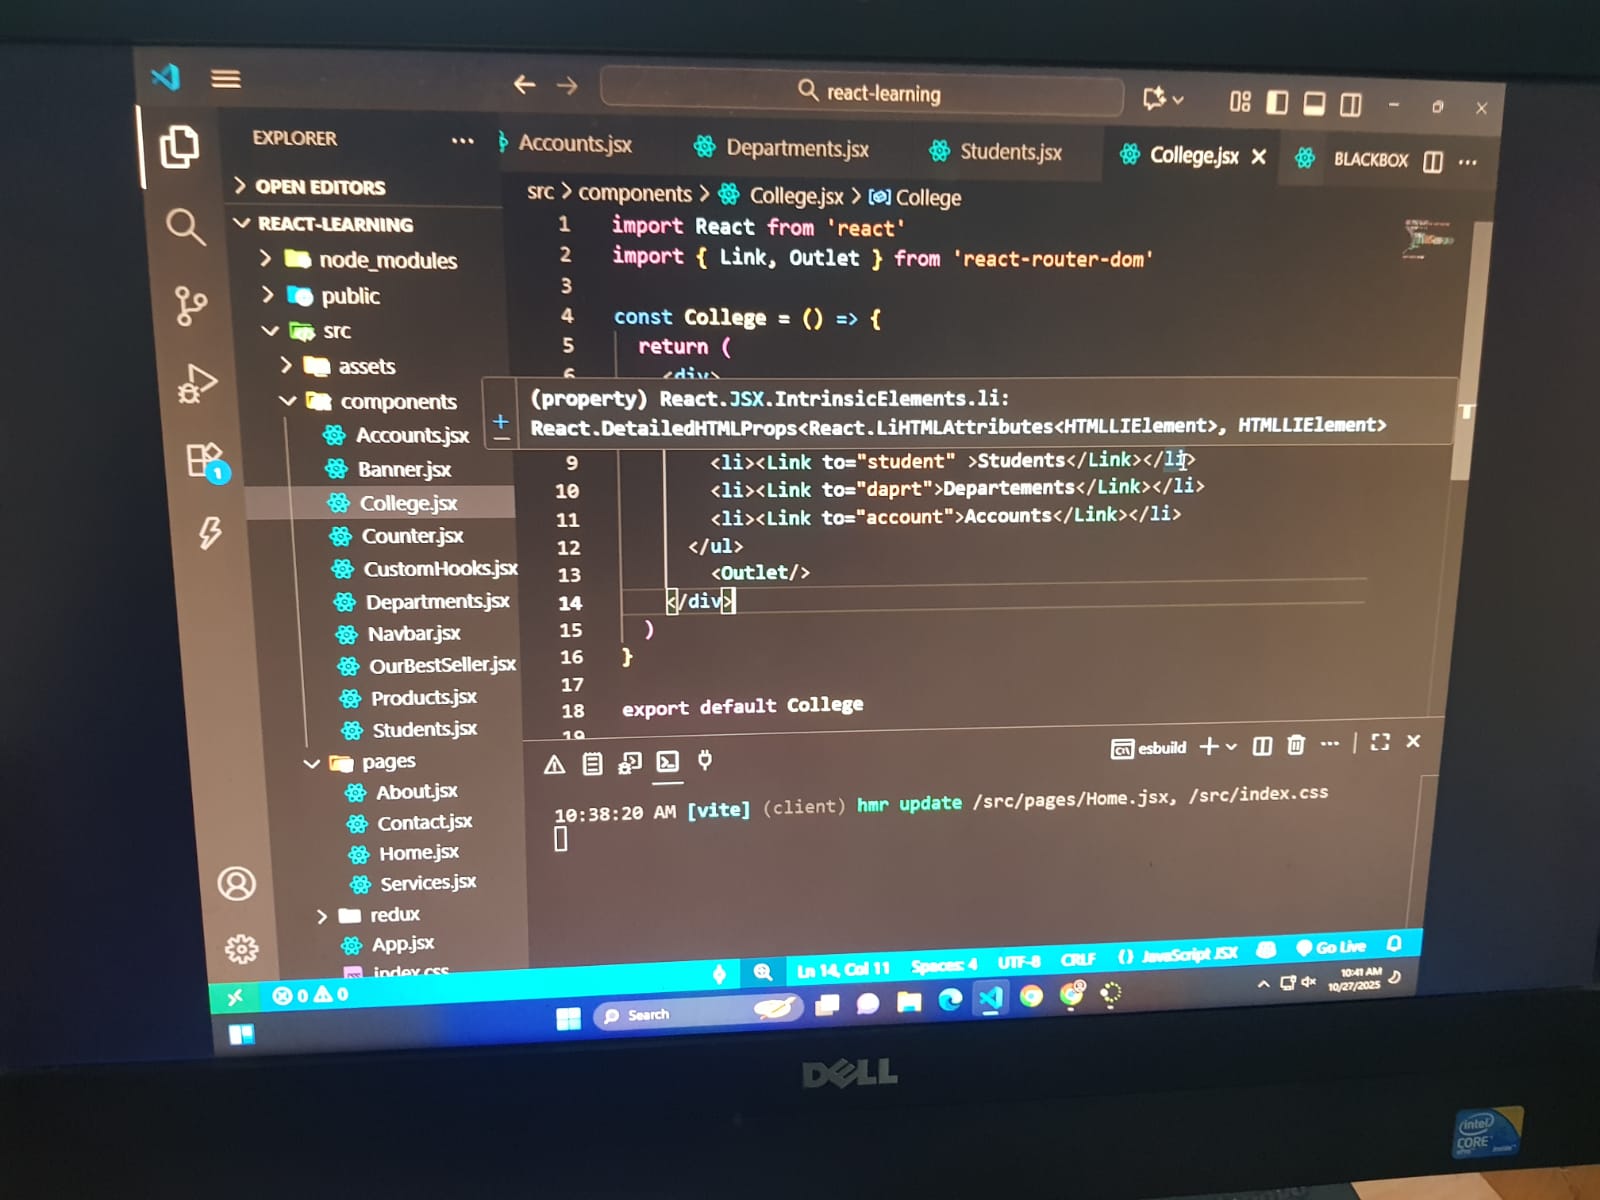 react-learning
EXPLORER
Accounts.jsx
Departments.jsx
Students.jsx
College.jsx
BLACKBOX
OPEN EDITORS
REACT-LEARNING
node_modules
public
src
assets
components
Accounts.jsx
Banner.jsx
College.jsx
Counter.jsx
CustomHooks.jsx
Departments.jsx
Navbar.jsx
OurBestSeller.jsx
Products.jsx
Students.jsx
pages
About.jsx
Contact.jsx
Home.jsx
Services.jsx
redux
App.jsx
index.css
1
src > components > College.jsx > College
1 import React from 'react'
2 import { Link, Outlet } from 'react-router-dom'
3
4 const College = () => {
5 return (
6 <div>
(property) React.JSX.IntrinsicElements.li:
React.DetailedHTMLProps<React.LiHTMLAttributes<HTMLLIElement>, HTMLLIElement>
9 <li><Link to="student" >Students</Link></li>
10 <li><Link to="daprt">Departements</Link></li>
11 <li><Link to="account">Accounts</Link></li>
12 </ul>
13 <Outlet/>
14 </div>
15 )
16 }
17
18 export default College
19
esbuild
10:38:20 AM [vite] (client) hmr update /src/pages/Home.jsx, /src/index.css
0 0
Ln 14, Col 11 Spaces: 4 UTF-8 CRLF {} JavaScript JSX Go Live
Search
10:41 AM
10/27/2025
DELL
intel
CORE